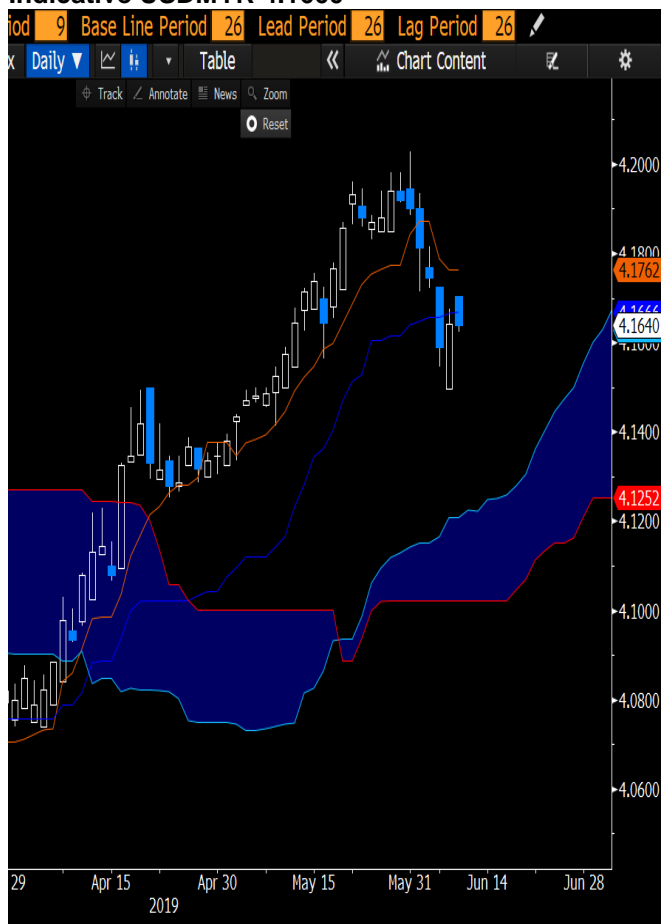 iod 9 Base Line Period 26 Lead Period 26 Lag Period 26
x Daily ▼ Table « Chart Content
Track Annotate News Zoom
Reset
4.2000
4.1800
4.1762
4.1640
4.1600
4.1400
4.1252
4.1200
4.1000
4.0800
4.0600
29 Apr 15 Apr 30 May 15 May 31 Jun 14 Jun 28
2019